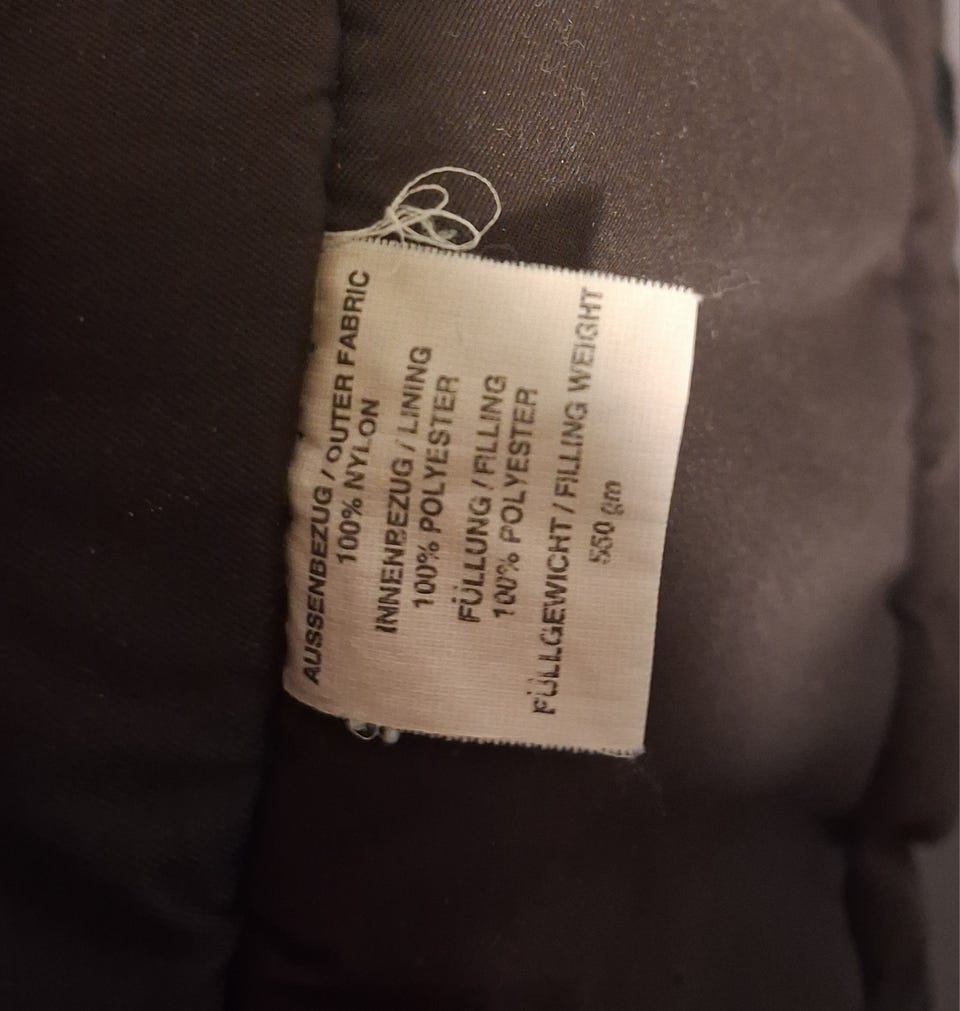 AUSSENBEZUG / OUTER FABRIC
100% NYLON
INNENBEZUG / LINING
100% POLYESTER
FÜLLUNG / FILLING
100% POLYESTER
FÜLLGEWICHT / FILLING WEIGHT
550 gm